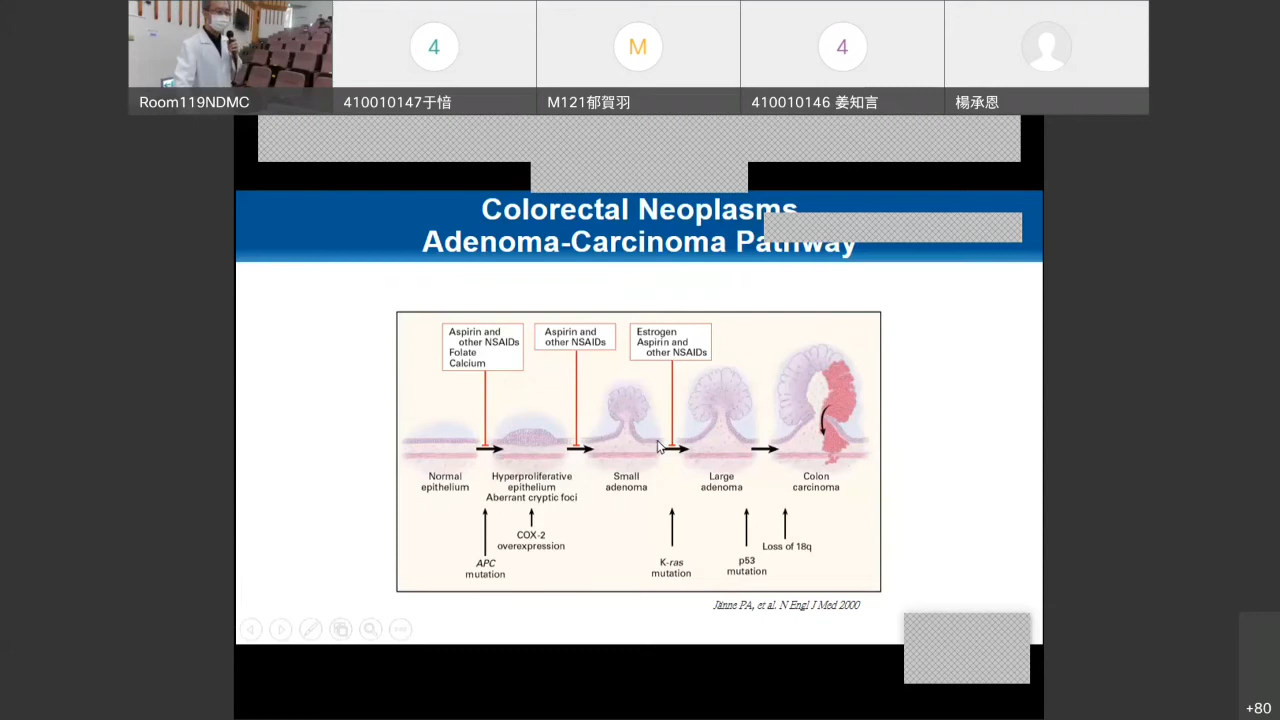 4
M
4
Room119NDMC
410010147于愔
M121郁賀羽
410010146 姜知言
楊承恩
Colorectal Neoplasms
Adenoma-Carcinoma Pathway
Aspirin and
other NSAIDs
Folate
Calcium
Aspirin and
other NSAIDs
Estrogen
Aspirin and
other NSAIDs
Normal
epithelium
Hyperproliferative
epithelium
Aberrant cryptic foci
Small
adenoma
Large
adenoma
Colon
carcinoma
COX-2
overexpression
APC
mutation
K-ras
mutation
p53
mutation
Loss of 18q
Jänne PA, et al. N Engl J Med 2000
+80